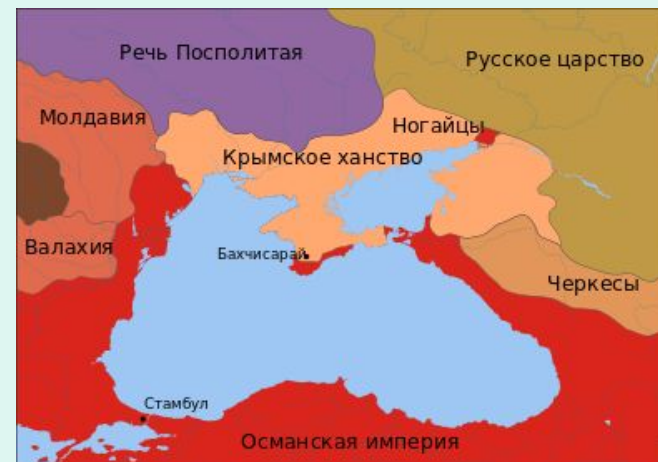 Речь Посполитая
Русское царство
Молдавия
Ногайцы
Крымское ханство
Валахия
Бахчисарай
Черкесы
Стамбул
Османская империя